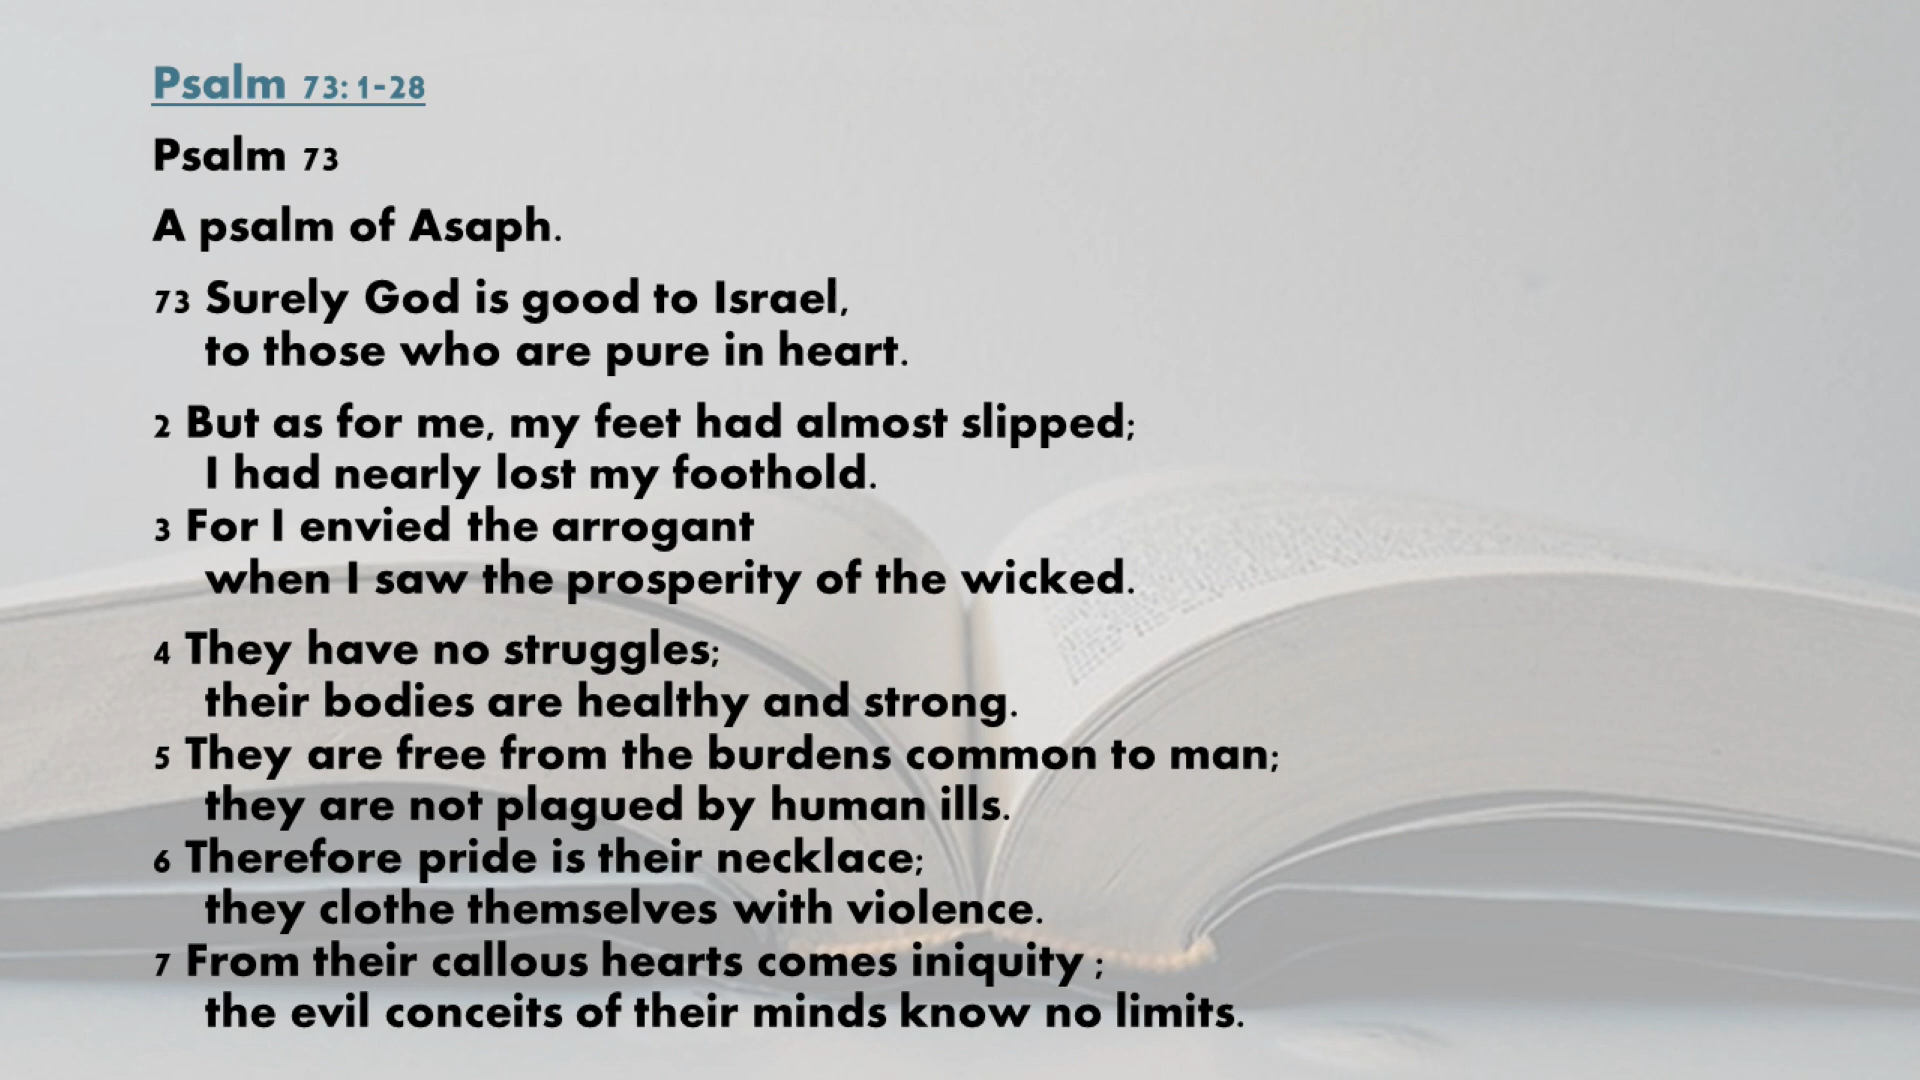 Psalm 73:1-28
Psalm 73
A psalm of Asaph.
73 Surely God is good to Israel,
to those who are pure in heart.
2 But as for me, my feet had almost slipped;
I had nearly lost my foothold.
3 For I envied the arrogant
when I saw the prosperity of the wicked.
4 They have no struggles;
their bodies are healthy and strong.
5 They are free from the burdens common to man;
they are not plagued by human ills.
6 Therefore pride is their necklace;
they clothe themselves with violence.
7 From their callous hearts comes iniquity ;
the evil conceits of their minds know no limits.